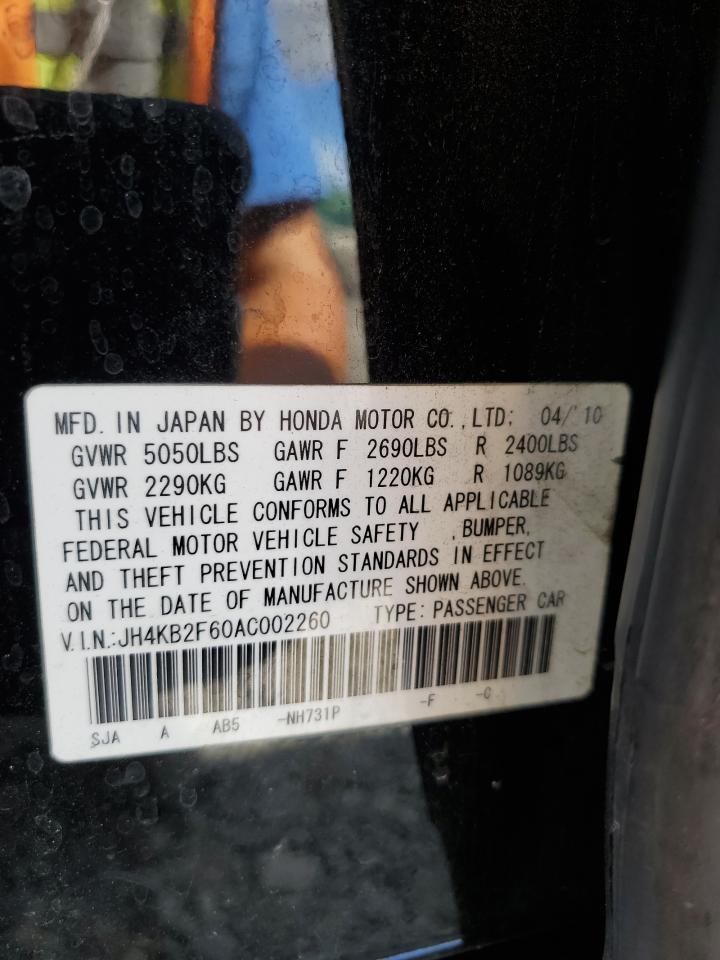 MFD. IN JAPAN BY HONDA MOTOR CO., LTD; 04/'10
GVWR 5050LBS GAWR F 2690LBS R 2400LBS
GVWR 2290KG GAWR F 1220KG R 1089KG
THIS VEHICLE CONFORMS TO ALL APPLICABLE
FEDERAL MOTOR VEHICLE SAFETY , BUMPER,
AND THEFT PREVENTION STANDARDS IN EFFECT
ON THE DATE OF MANUFACTURE SHOWN ABOVE.
V.I.N.:JH4KB2F60AC002260 TYPE: PASSENGER CAR
SJA A AB5 -NH731P -F -C